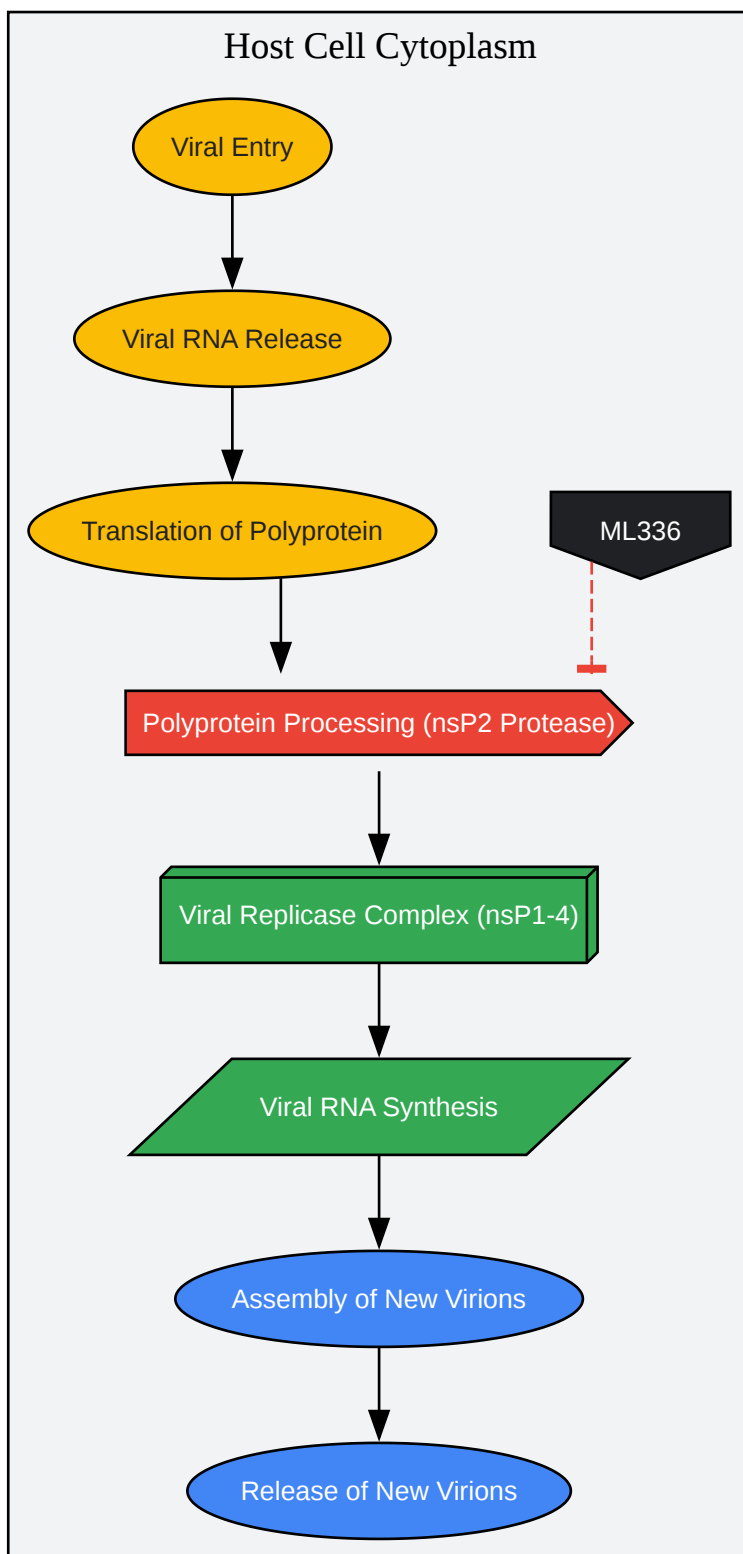 Host Cell Cytoplasm
Viral Entry
Viral RNA Release
Translation of Polyprotein
ML336
Polyprotein Processing (nsP2 Protease)
Viral Replicase Complex (nsP1-4)
Viral RNA Synthesis
Assembly of New Virions
Release of New Virions